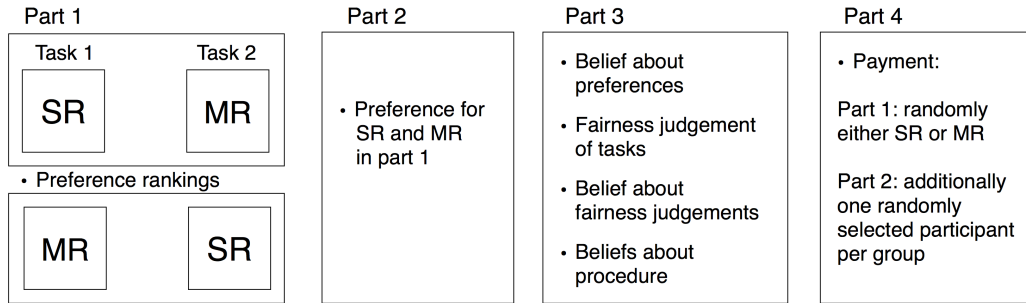 Part 1
Task 1
Task 2
SR
MR
• Preference rankings
MR
SR
Part 2
• Preference for
SR and MR
in part 1
Part 3
• Belief about
preferences
• Fairness judgement
of tasks
• Belief about
fairness judgements
• Beliefs about
procedure
Part 4
• Payment:
Part 1: randomly
either SR or MR
Part 2: additionally
one randomly
selected participant
per group